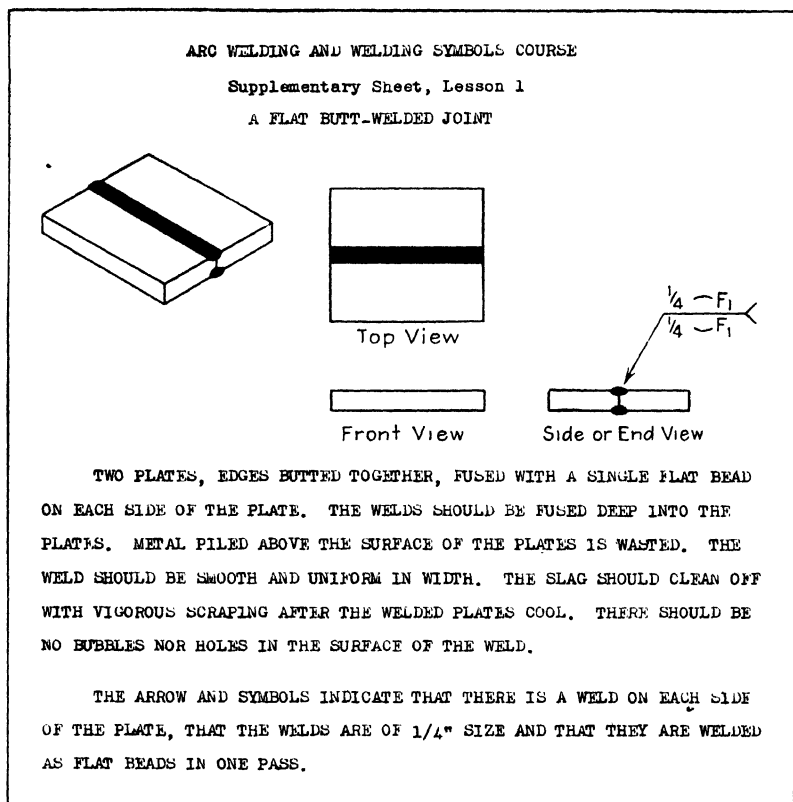 ARC WELDING AND WELDING SYMBOLS COURSE
Supplementary Sheet, Lesson 1
A FLAT BUTT-WELDED JOINT
1/4 ⌒F1
1/4 ⌣F1
Top View
Front View
Side or End View
TWO PLATES, EDGES BUTTED TOGETHER, FUSED WITH A SINGLE FLAT BEAD
ON EACH SIDE OF THE PLATE. THE WELDS SHOULD BE FUSED DEEP INTO THE
PLATES. METAL PILED ABOVE THE SURFACE OF THE PLATES IS WASTED. THE
WELD SHOULD BE SMOOTH AND UNIFORM IN WIDTH. THE SLAG SHOULD CLEAN OFF
WITH VIGOROUS SCRAPING AFTER THE WELDED PLATES COOL. THERE SHOULD BE
NO BUBBLES NOR HOLES IN THE SURFACE OF THE WELD.
THE ARROW AND SYMBOLS INDICATE THAT THERE IS A WELD ON EACH SIDE
OF THE PLATE, THAT THE WELDS ARE OF 1/4" SIZE AND THAT THEY ARE WELDED
AS FLAT BEADS IN ONE PASS.